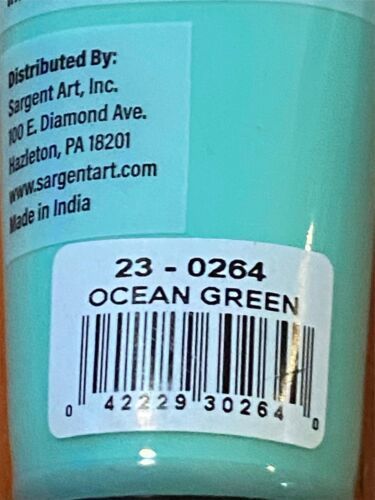 Distributed By:
Sargent Art, Inc.
100 E. Diamond Ave.
Hazleton, PA 18201
www.sargentart.com
Made in India
23 - 0264
OCEAN GREEN
0 42229 30264 0